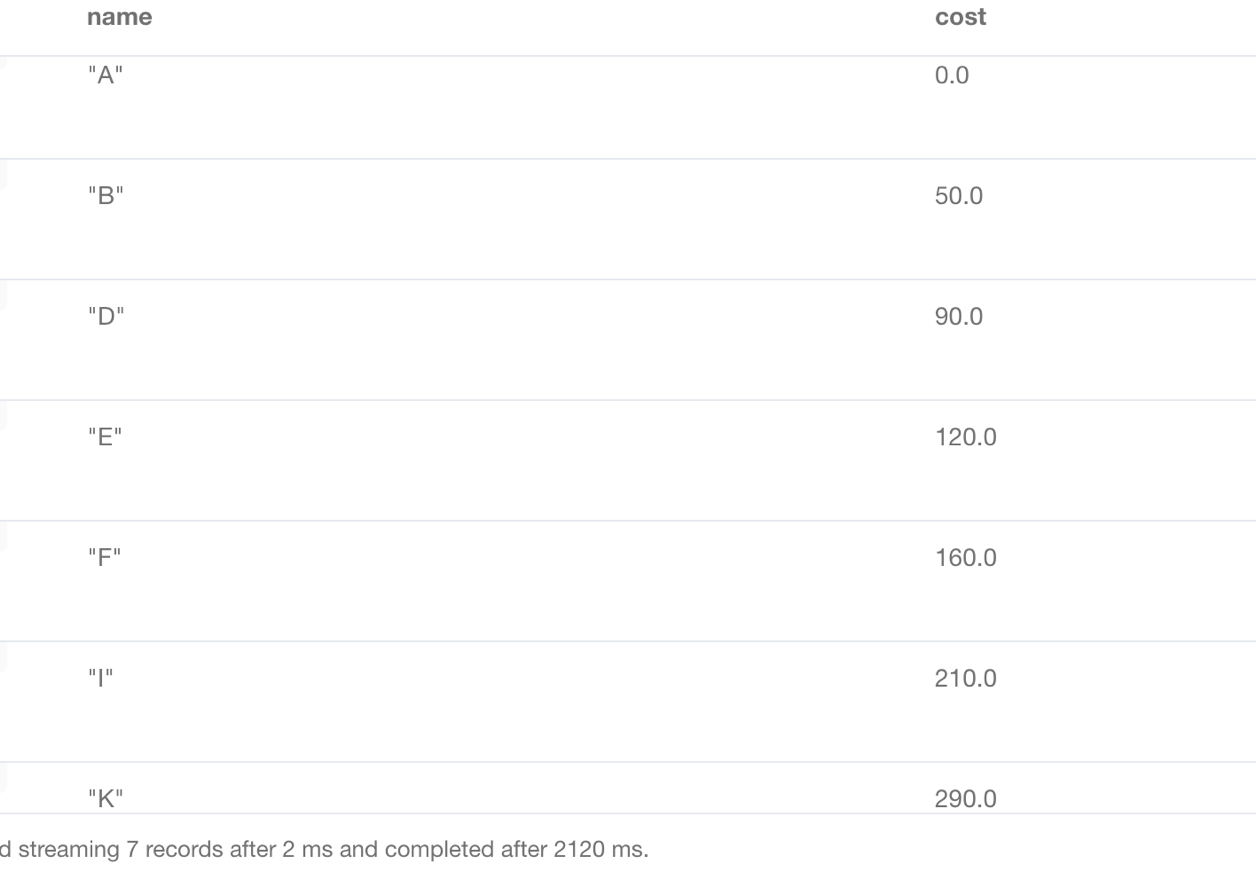 name cost
"A" 0.0
"B" 50.0
"D" 90.0
"E" 120.0
"F" 160.0
"I" 210.0
"K" 290.0
d streaming 7 records after 2 ms and completed after 2120 ms.